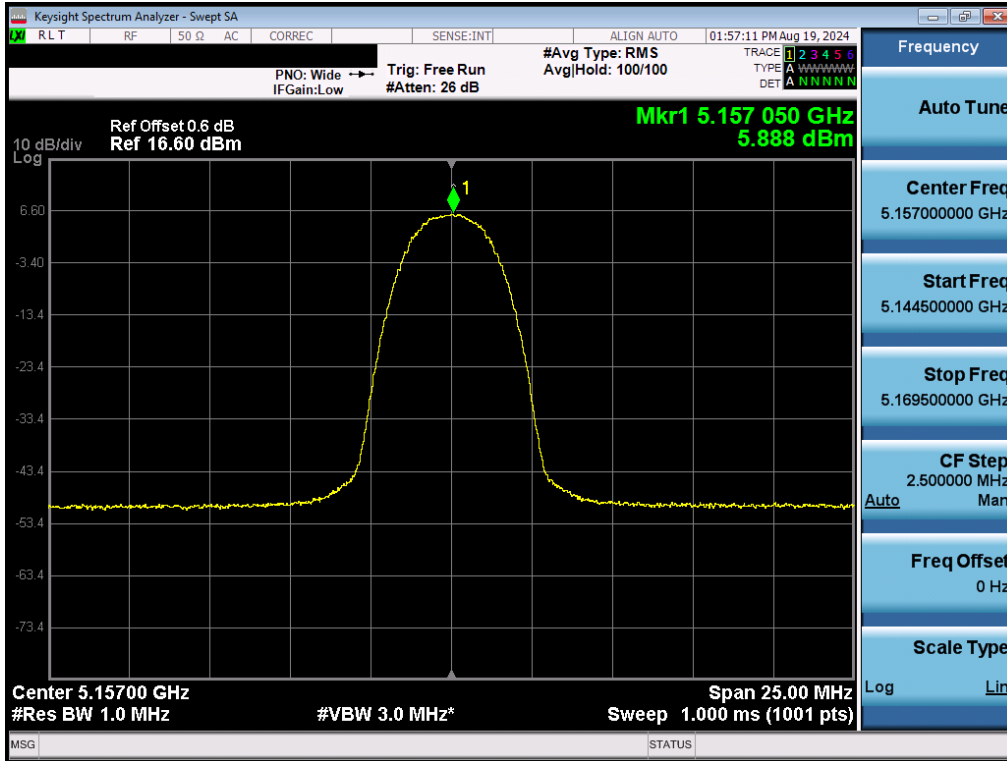 Keysight Spectrum Analyzer - Swept SA
LXI RLT RF 50 Ω AC CORREC SENSE:INT ALIGN AUTO 01:57:11 PM Aug 19, 2024
PNO: Wide
IFGain:Low
Trig: Free Run
#Atten: 26 dB
#Avg Type: RMS
Avg|Hold: 100/100
TRACE 1 2 3 4 5 6
TYPE A WWWWW
DET A N N N N N
Mkr1 5.157 050 GHz
5.888 dBm
Ref Offset 0.6 dB
10 dB/div Ref 16.60 dBm
Log
1
6.60
-3.40
-13.4
-23.4
-33.4
-43.4
-53.4
-63.4
-73.4
Center 5.15700 GHz Span 25.00 MHz
#Res BW 1.0 MHz #VBW 3.0 MHz* Sweep 1.000 ms (1001 pts)
MSG STATUS
Frequency
Auto Tune
Center Freq
5.157000000 GHz
Start Freq
5.144500000 GHz
Stop Freq
5.169500000 GHz
CF Step
2.500000 MHz
Auto Man
Freq Offset
0 Hz
Scale Type
Log Lin